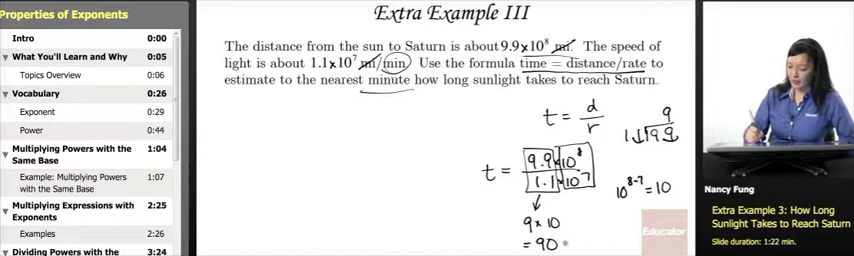 Properties of Exponents
Intro 0:00
What You'll Learn and Why 0:05
Topics Overview 0:06
Vocabulary 0:26
Exponent 0:29
Power 0:44
Multiplying Powers with the Same Base 1:04
Example: Multiplying Powers with the Same Base 1:07
Multiplying Expressions with Exponents 2:25
Examples 2:26
Dividing Powers with the 3:24
Extra Example III
The distance from the sun to Saturn is about 9.9×10⁸ mi. The speed of
light is about 1.1×10⁷ mi/min. Use the formula time = distance/rate to
estimate to the nearest minute how long sunlight takes to reach Saturn.
t = d/r
9
11 99
t = 9.9×10⁸
1.1×10⁷
10⁸⁻⁷ = 10
9 × 10
= 90
Educator
Nancy Fung
Extra Example 3: How Long
Sunlight Takes to Reach Saturn
Slide duration: 1:22 min.